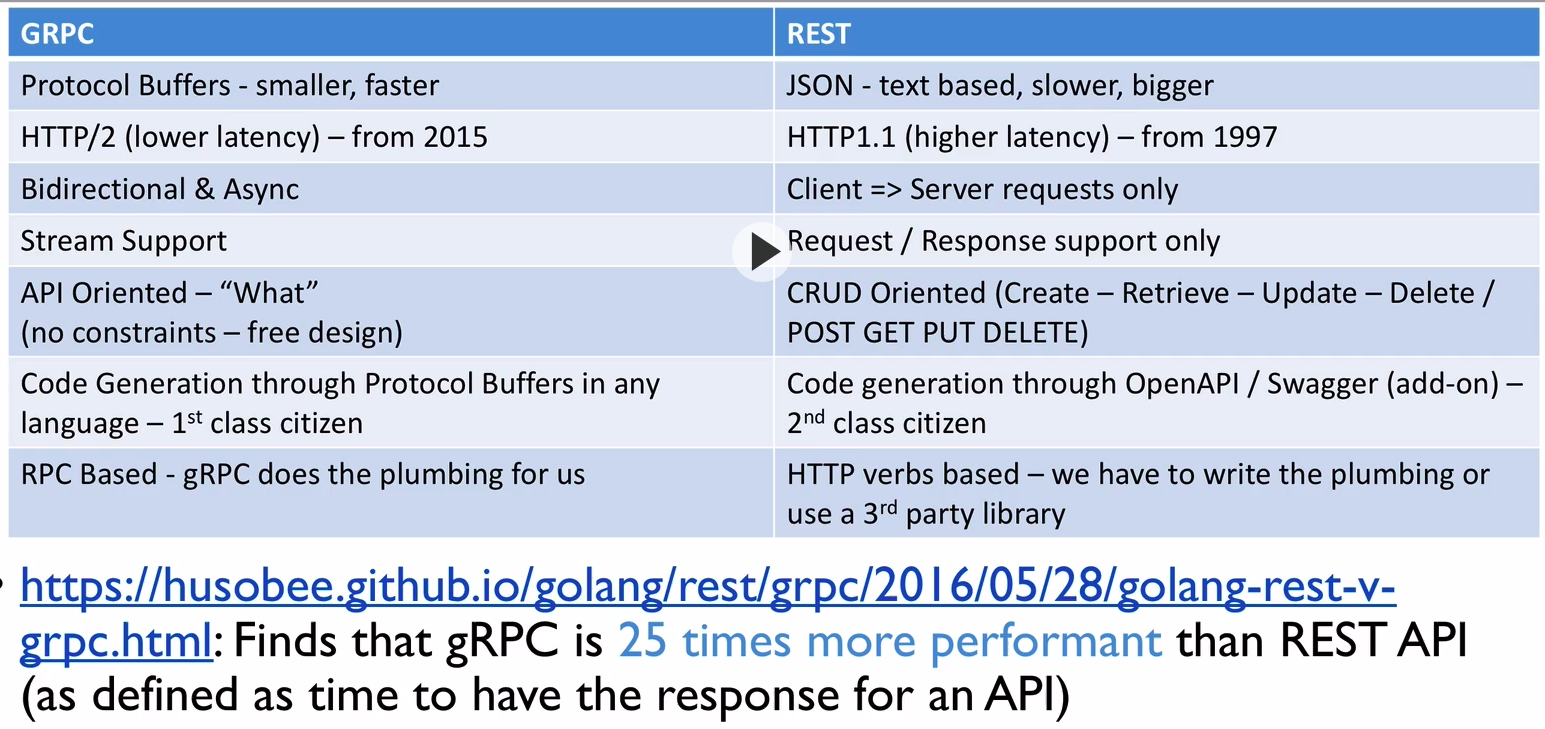 GRPC
REST
Protocol Buffers - smaller, faster
JSON - text based, slower, bigger
HTTP/2 (lower latency) – from 2015
HTTP1.1 (higher latency) – from 1997
Bidirectional & Async
Client => Server requests only
Stream Support
Request / Response support only
API Oriented – “What”
(no constraints – free design)
CRUD Oriented (Create – Retrieve – Update – Delete /
POST GET PUT DELETE)
Code Generation through Protocol Buffers in any
language – 1st class citizen
Code generation through OpenAPI / Swagger (add-on) –
2nd class citizen
RPC Based - gRPC does the plumbing for us
HTTP verbs based – we have to write the plumbing or
use a 3rd party library
• https://husobee.github.io/golang/rest/grpc/2016/05/28/golang-rest-v-
grpc.html: Finds that gRPC is 25 times more performant than REST API
(as defined as time to have the response for an API)